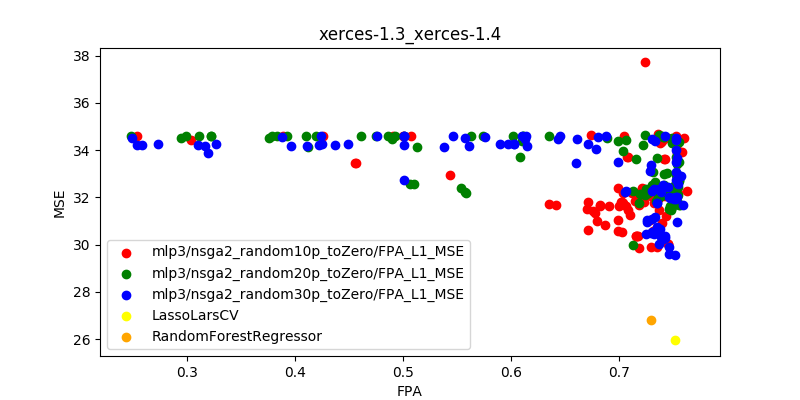 xerces-1.3_xerces-1.4
MSE
38
36
34
32
30
28
26
mlp3/nsga2_random10p_toZero/FPA_L1_MSE
mlp3/nsga2_random20p_toZero/FPA_L1_MSE
mlp3/nsga2_random30p_toZero/FPA_L1_MSE
LassoLarsCV
RandomForestRegressor
0.3 0.4 0.5 0.6 0.7
FPA